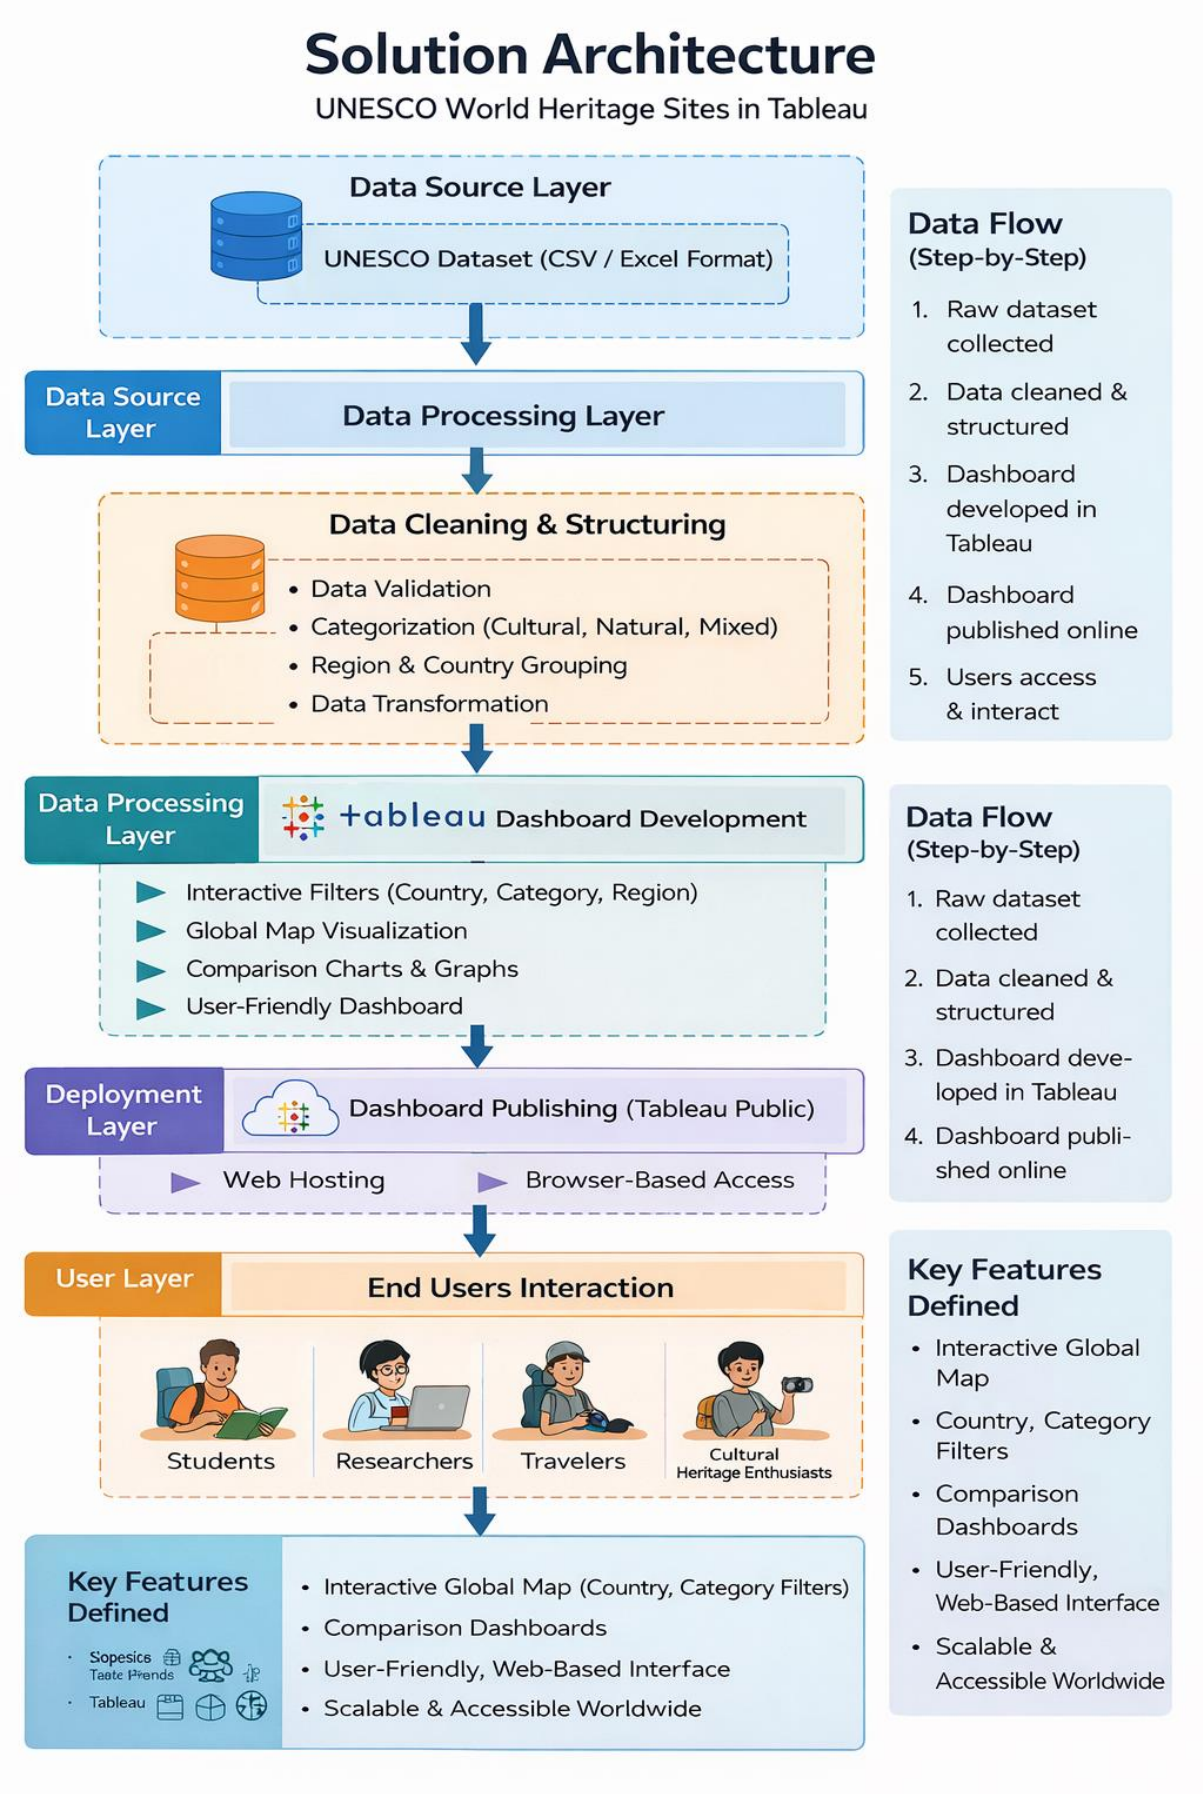 Solution Architecture
UNESCO World Heritage Sites in Tableau
Data Source Layer
UNESCO Dataset (CSV / Excel Format)
Data Source
Layer
Data Processing Layer
Data Cleaning & Structuring
• Data Validation
• Categorization (Cultural, Natural, Mixed)
• Region & Country Grouping
• Data Transformation
Data Processing
Layer
+ableau Dashboard Development
Interactive Filters (Country, Category, Region)
Global Map Visualization
Comparison Charts & Graphs
User-Friendly Dashboard
Deployment
Layer
Dashboard Publishing (Tableau Public)
Web Hosting
Browser-Based Access
User Layer
End Users Interaction
Students
Researchers
Travelers
Cultural
Heritage Enthusiasts
Key Features
Defined
• Sopesics
Taste
• Tableau
• Interactive Global Map (Country, Category Filters)
• Comparison Dashboards
• User-Friendly, Web-Based Interface
• Scalable & Accessible Worldwide
Data Flow
(Step-by-Step)
1. Raw dataset
collected
2. Data cleaned &
structured
3. Dashboard
developed in
Tableau
4. Dashboard
published online
5. Users access
& interact
Data Flow
(Step-by-Step)
1. Raw dataset
collected
2. Data cleaned &
structured
3. Dashboard deve-
loped in Tableau
4. Dashboard publi-
shed online
Key Features
Defined
• Interactive Global
Map
• Country, Category
Filters
• Comparison
Dashboards
• User-Friendly,
Web-Based Interface
• Scalable &
Accessible Worldwide